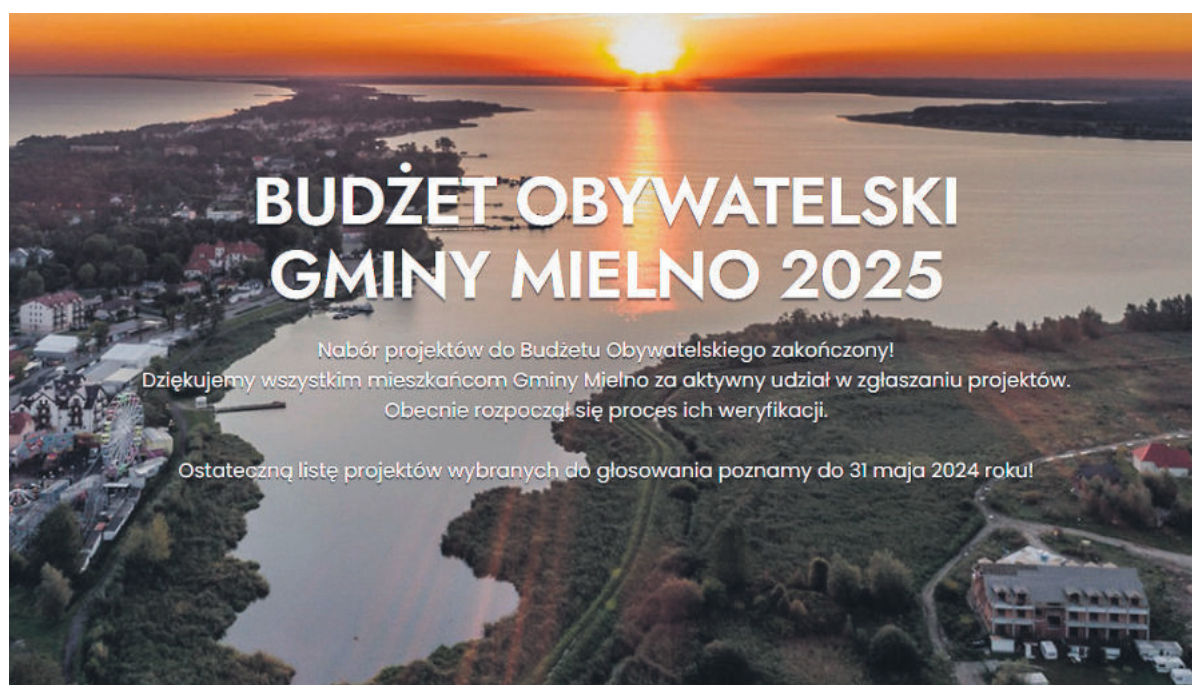 BUDŻET OBYWATELSKI
GMINY MIELNO 2025
Nabór projektów do Budżetu Obywatelskiego zakończony!
Dziękujemy wszystkim mieszkańcom Gminy Mielno za aktywny udział w zgłaszaniu projektów.
Obecnie rozpoczął się proces ich weryfikacji.
Ostateczną listę projektów wybranych do głosowania poznamy do 31 maja 2024 roku!